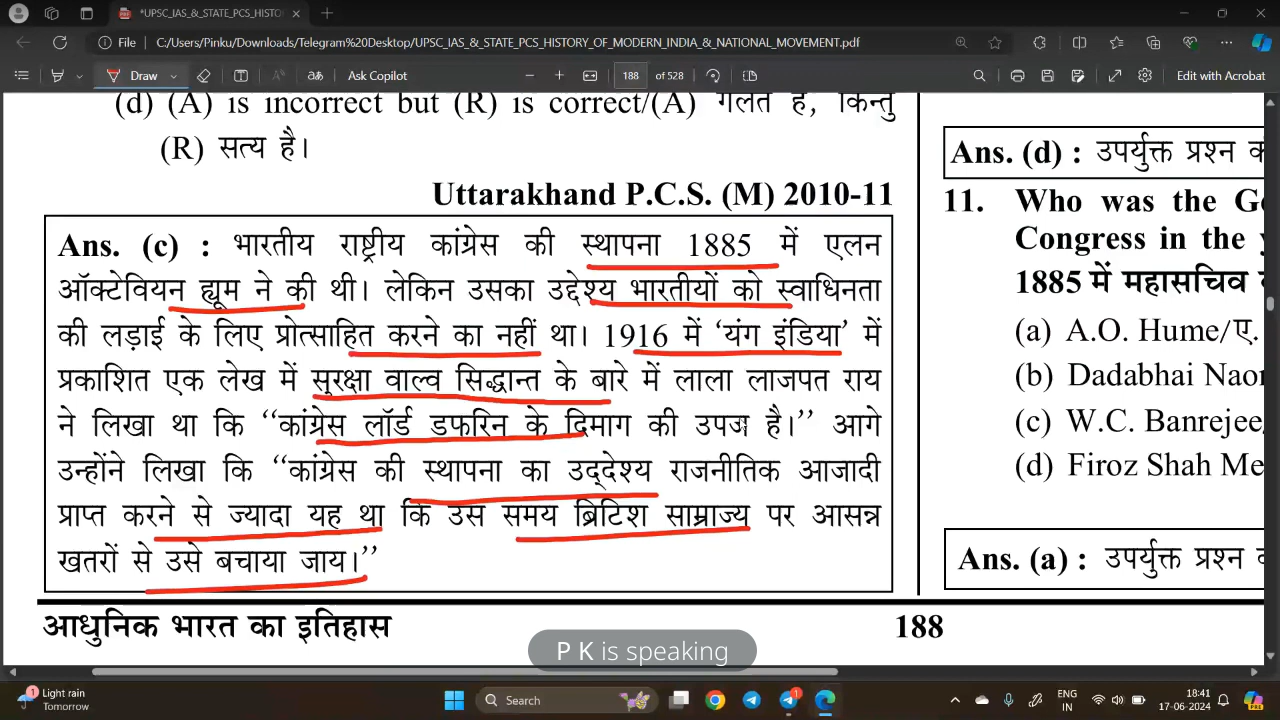 *UPSC_IAS_&_STATE_PCS_HISTO
File
C:/Users/Pinku/Downloads/Telegram%20Desktop/UPSC_IAS_&_STATE_PCS_HISTORY_OF_MODERN_INDIA_&_NATIONAL_MOVEMENT.pdf
Draw
Ask Copilot
188 of 528
Edit with Acrobat
(d) (A) is incorrect but (R) is correct/(A) गलत है, किन्तु
(R) सत्य है।
Uttarakhand P.C.S. (M) 2010-11
Ans. (c) : भारतीय राष्ट्रीय कांग्रेस की स्थापना 1885 में एलन
ऑक्टेवियन ह्यूम ने की थी। लेकिन उसका उद्देश्य भारतीयों को स्वाधिनता
की लड़ाई के लिए प्रोत्साहित करने का नहीं था। 1916 में ‘यंग इंडिया’ में
प्रकाशित एक लेख में सुरक्षा वाल्व सिद्धान्त के बारे में लाला लाजपत राय
ने लिखा था कि ‘‘कांग्रेस लॉर्ड डफरिन के दिमाग की उपज है।’’ आगे
उन्होंने लिखा कि ‘‘कांग्रेस की स्थापना का उद्देश्य राजनीतिक आजादी
प्राप्त करने से ज्यादा यह था कि उस समय ब्रिटिश साम्राज्य पर आसन्न
खतरों से उसे बचाया जाय।’’
आधुनिक भारत का इतिहास
188
Ans. (d) : उपर्युक्त प्रश्न
11. Who was the
Congress in the
1885 में महासचिव
(a) A.O. Hume/ए.
(b) Dadabhai
(c) W.C. Banrejee/
(d) Firoz Shah
Ans. (a) : उपर्युक्त प्रश्न
P K is speaking
1
Light rain
Tomorrow
Search
1
ENG
IN
18:41
17-06-2024